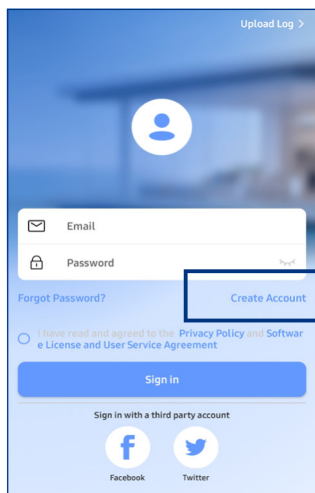 Upload Log >
Email
Password
Forgot Password? Create Account
i have read and agreed to the Privacy Policy and Softwar
e License and User Service Agreement
Sign in
Sign in with a third party account
Facebook Twitter